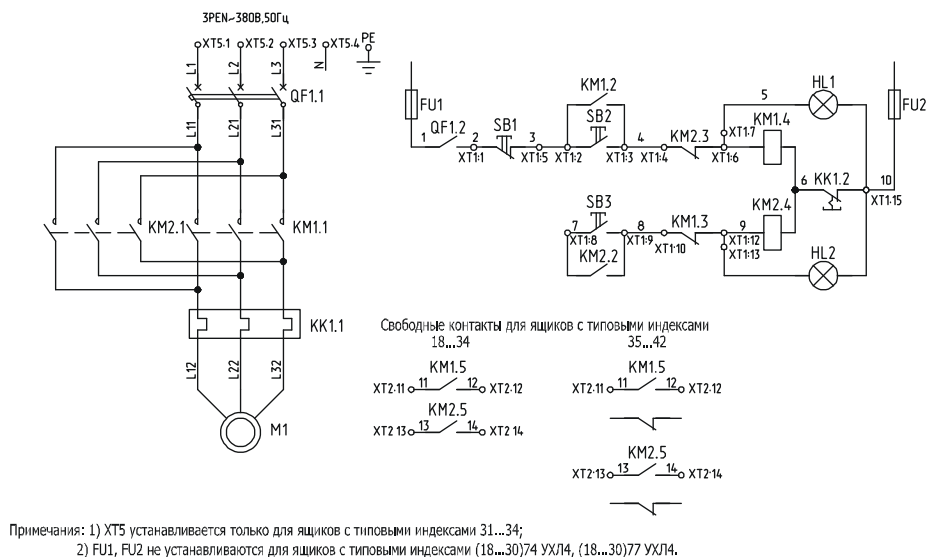 3PEN~380В,50Гц
XT5.1 XT5.2 XT5.3 XT5.4 PE
L1 L2 L3 N
QF1.1
L11 L21 L31
KM2.1 KM1.1
KK1.1
L12 L22 L32
M1
FU1 FU2
KM1.2 HL1
5
QF1.2 SB1 SB2 KM2.3 KM1.4
1 2 3 4
XT1:1 XT1:5 XT1:2 XT1:3 XT1:4 XT1:6 XT1:7
6 KK1.2 10
XT1:15
SB3 KM1.3 KM2.4
7 8 9
XT1:8 XT1:9 XT1:10 XT1:12
XT1:13
KM2.2 HL2
Свободные контакты для ящиков с типовыми индексами
18...34 35...42
KM1.5 KM1.5
XT2·11 11 12 XT2·12 XT2·11 11 12 XT2·12
KM2.5
XT2 13 13 14 XT2 14
KM2.5
XT2·13 13 14 XT2·14
Примечания: 1) XT5 устанавливается только для ящиков с типовыми индексами 31...34;
2) FU1, FU2 не устанавливаются для ящиков с типовыми индексами (18...30)74 УХЛ4, (18...30)77 УХЛ4.